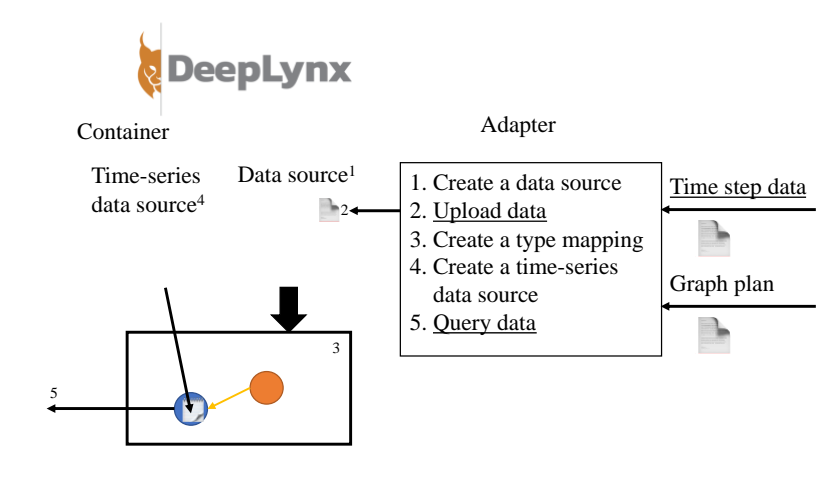 DeepLynx
Container
Adapter
Time-series
data source4
Data source1
2
1. Create a data source
2. Upload data
3. Create a type mapping
4. Create a time-series
data source
5. Query data
Time step data
Graph plan
3
5